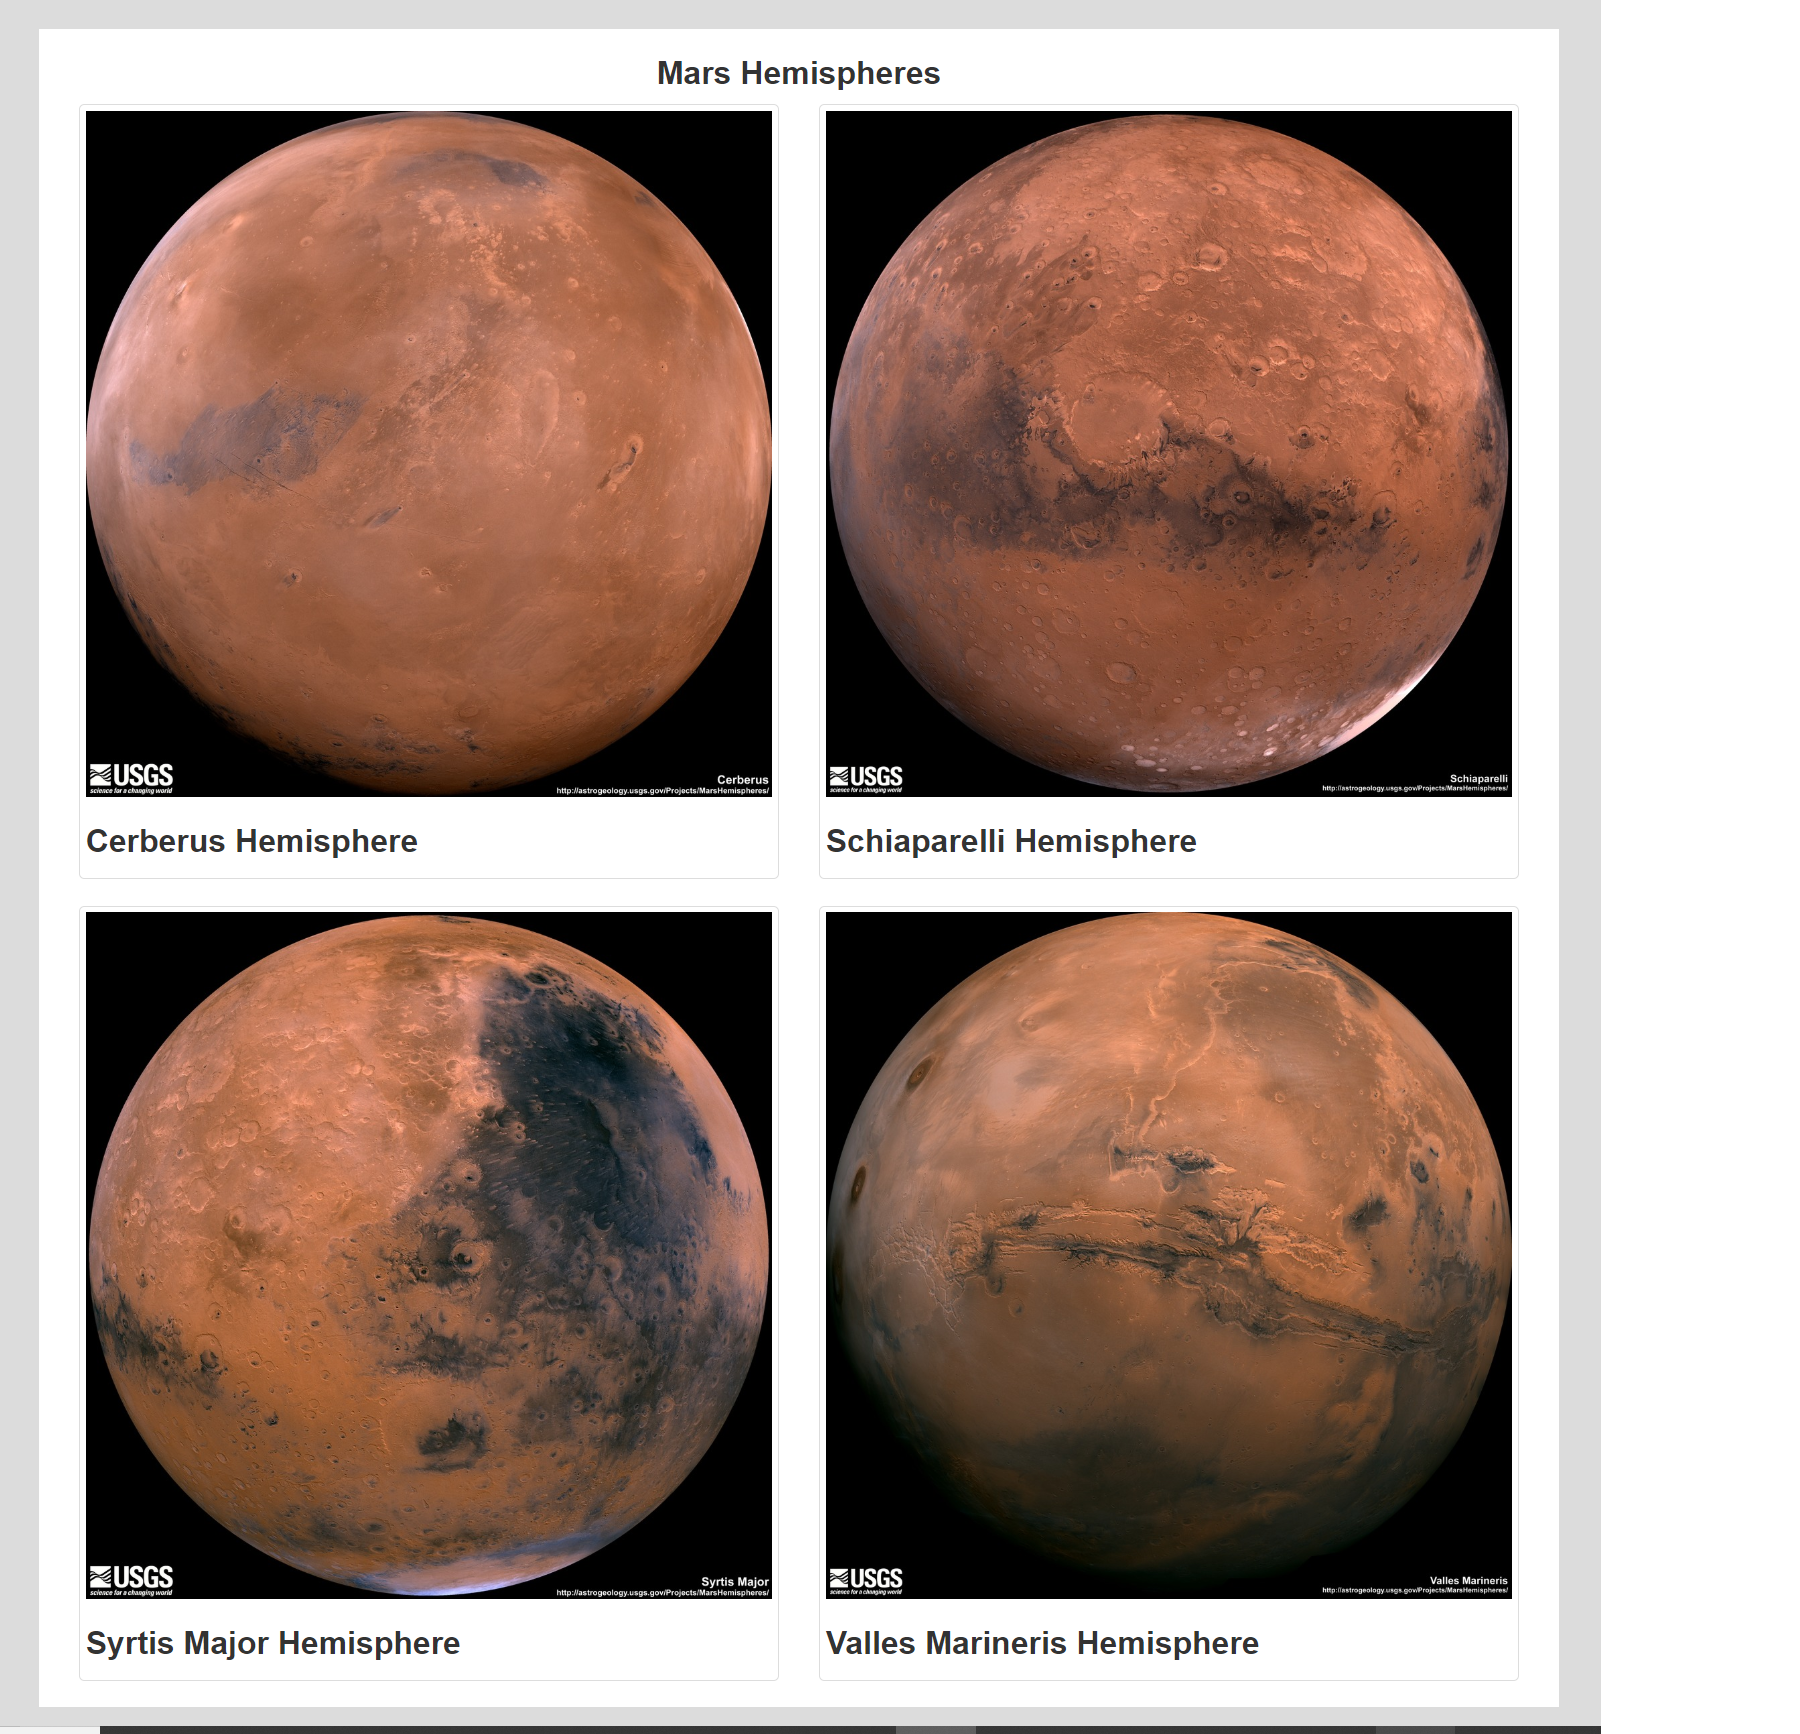 Mars Hemispheres
USGS
science for a changing world
Cerberus
http://astrogeology.usgs.gov/Projects/MarsHemispheres/
Cerberus Hemisphere
USGS
science for a changing world
Schiaparelli
http://astrogeology.usgs.gov/Projects/MarsHemispheres/
Schiaparelli Hemisphere
USGS
science for a changing world
Syrtis Major
http://astrogeology.usgs.gov/Projects/MarsHemispheres/
Syrtis Major Hemisphere
USGS
science for a changing world
Valles Marineris
http://astrogeology.usgs.gov/Projects/MarsHemispheres/
Valles Marineris Hemisphere